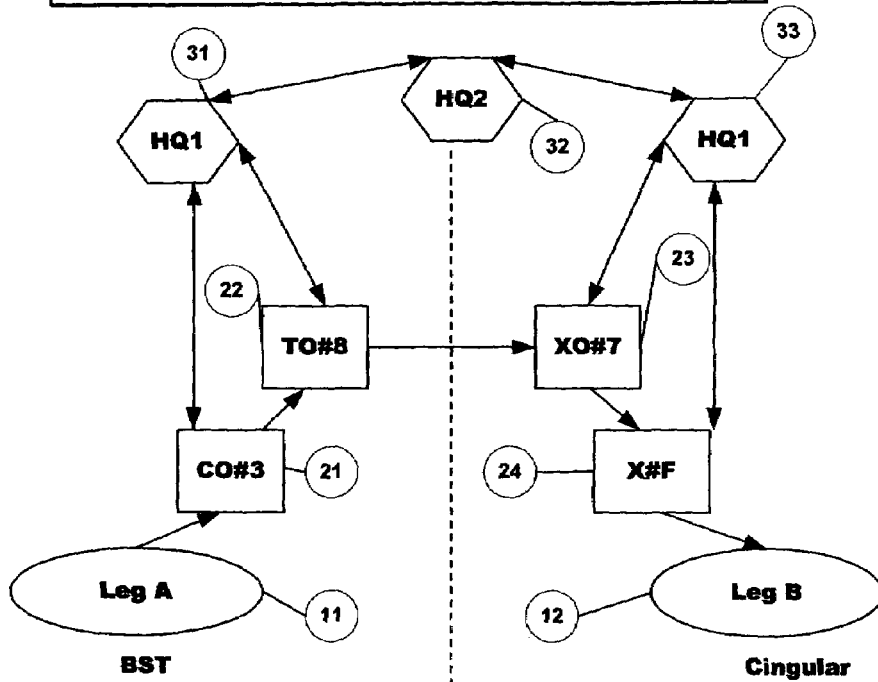 31
33
HQ2
HQ1
HQ1
32
22
23
TO#8
XO#7
CO#3
21
24
X#F
Leg A
Leg B
11
12
BST
Cingular